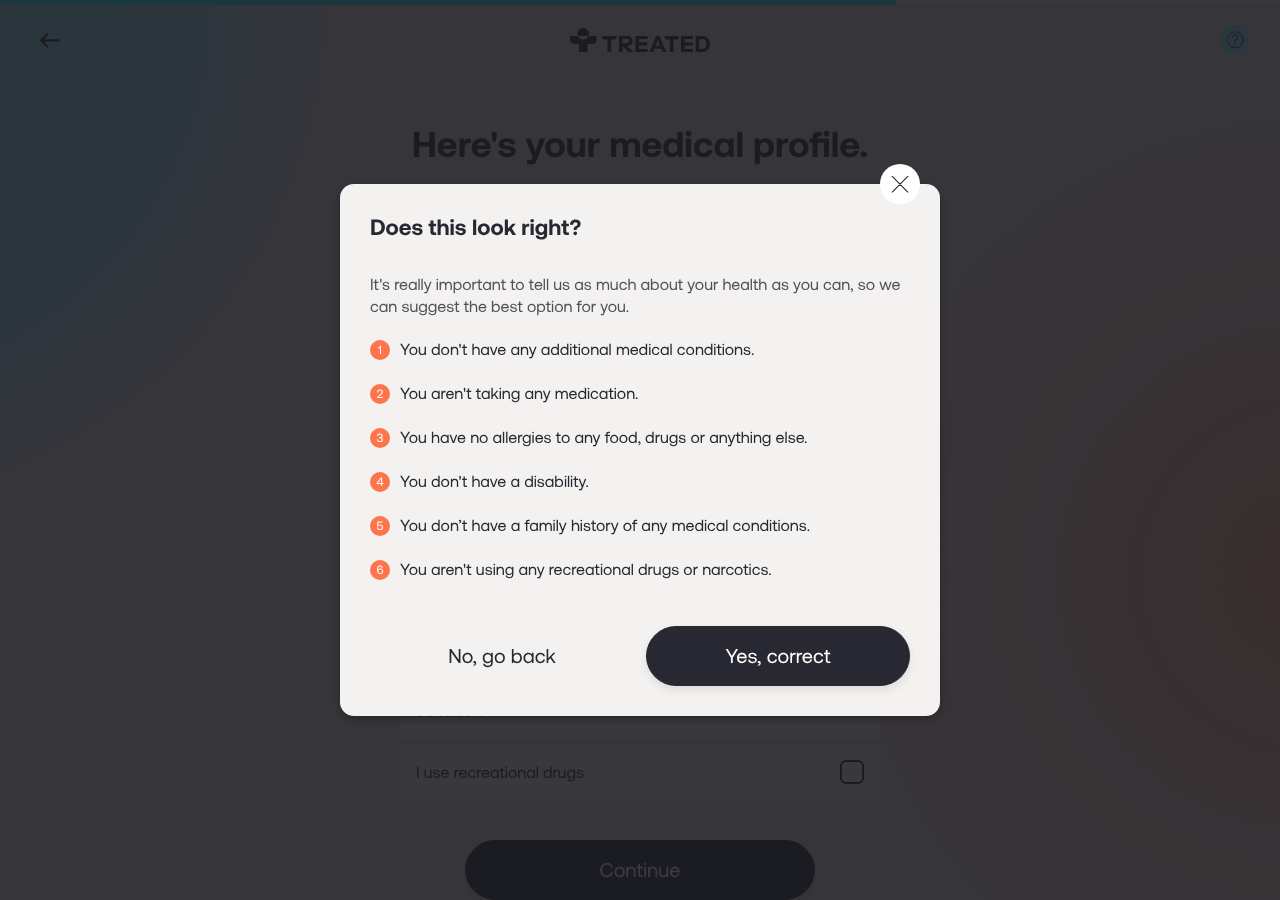 TREATED
Here's your medical profile.
Does this look right?
It's really important to tell us as much about your health as you can, so we
can suggest the best option for you.
1 You don't have any additional medical conditions.
2 You aren't taking any medication.
3 You have no allergies to any food, drugs or anything else.
4 You don't have a disability.
5 You don’t have a family history of any medical conditions.
6 You aren't using any recreational drugs or narcotics.
No, go back
Yes, correct
I use recreational drugs
Continue